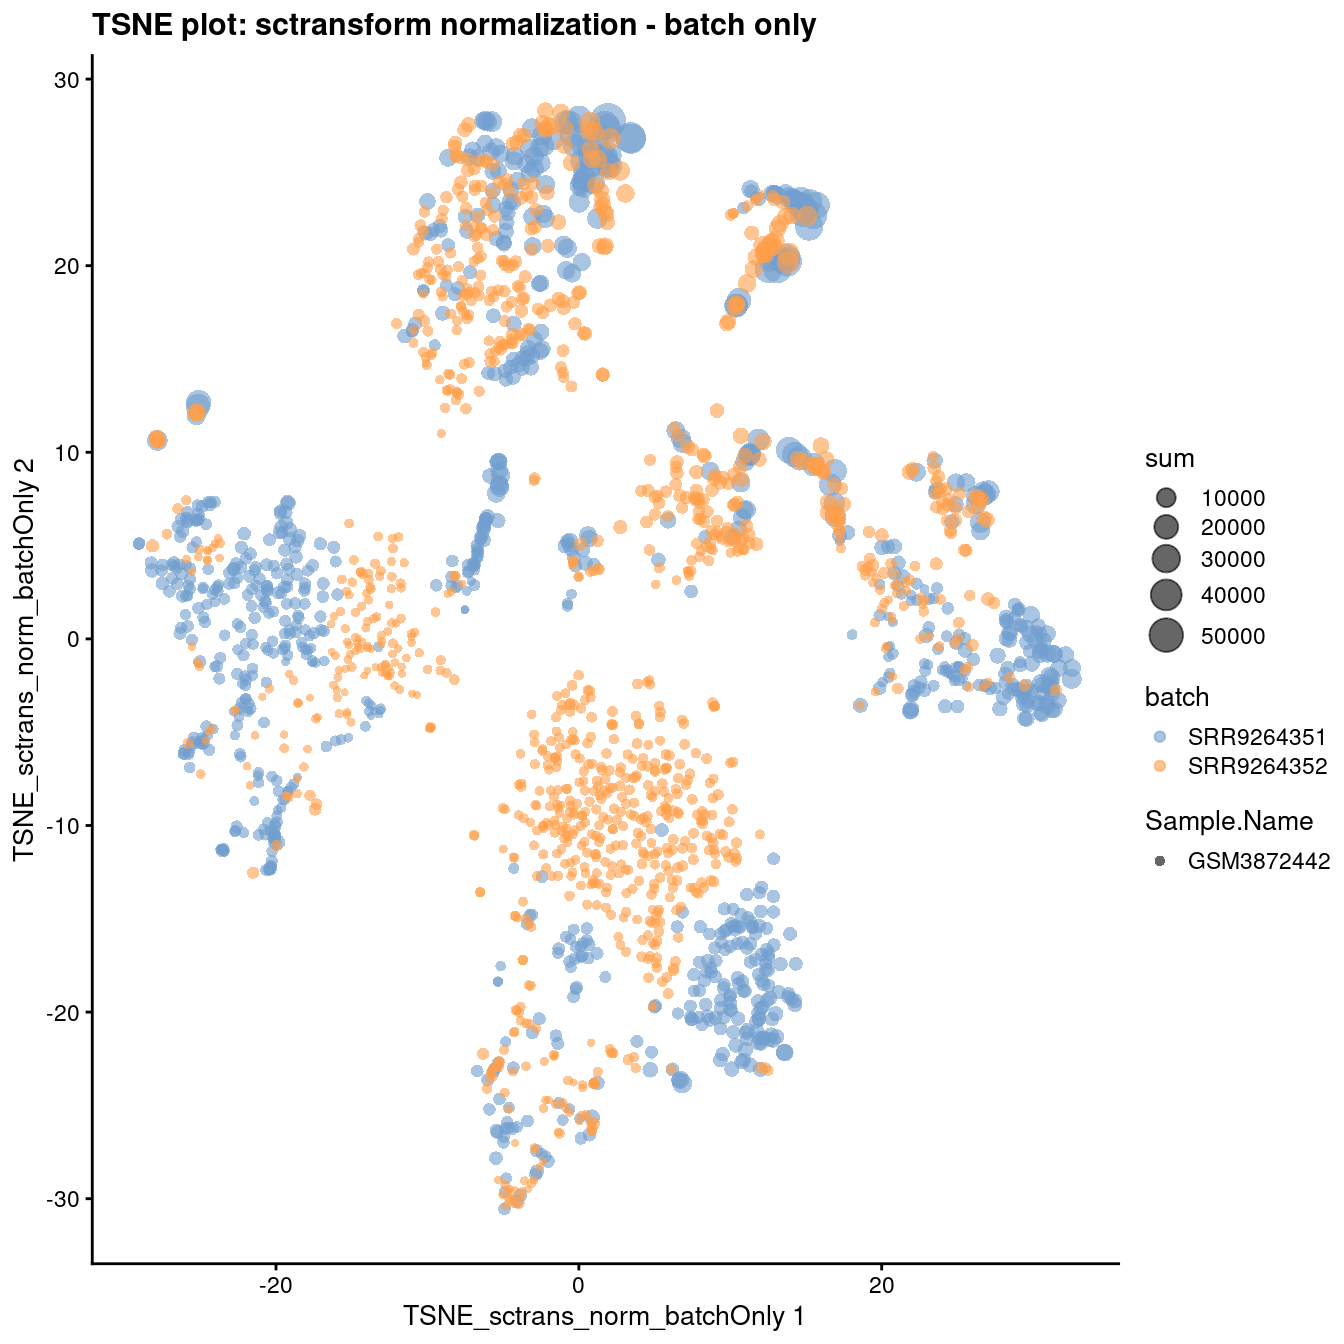 TSNE plot: sctransform normalization - batch only
TSNE_sctrans_norm_batchOnly 2
30
20
10
0
-10
-20
-30
-20
0
20
TSNE_sctrans_norm_batchOnly 1
sum
10000
20000
30000
40000
50000
batch
SRR9264351
SRR9264352
Sample.Name
GSM3872442